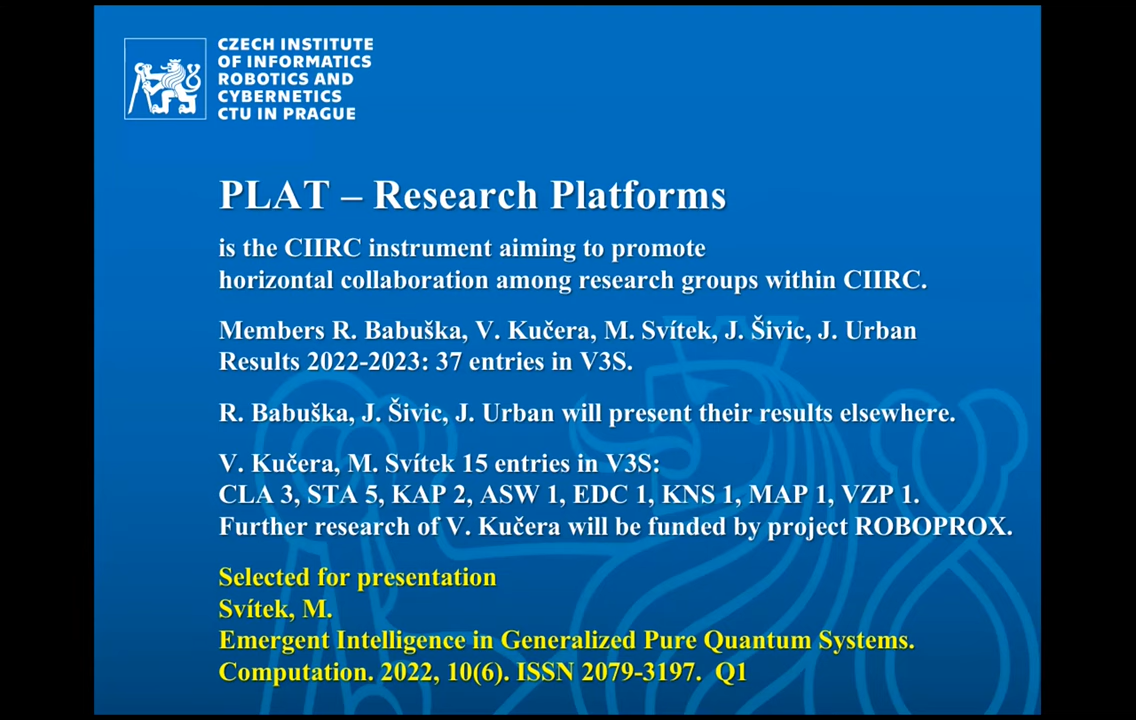 CZECH INSTITUTE
OF INFORMATICS
ROBOTICS AND
CYBERNETICS
CTU IN PRAGUE
PLAT – Research Platforms
is the CIIRC instrument aiming to promote
horizontal collaboration among research groups within CIIRC.
Members R. Babuška, V. Kučera, M. Svítek, J. Šivic, J. Urban
Results 2022-2023: 37 entries in V3S.
R. Babuška, J. Šivic, J. Urban will present their results elsewhere.
V. Kučera, M. Svítek 15 entries in V3S:
CLA 3, STA 5, KAP 2, ASW 1, EDC 1, KNS 1, MAP 1, VZP 1.
Further research of V. Kučera will be funded by project ROBOPROX.
Selected for presentation
Svítek, M.
Emergent Intelligence in Generalized Pure Quantum Systems.
Computation. 2022, 10(6). ISSN 2079-3197. Q1